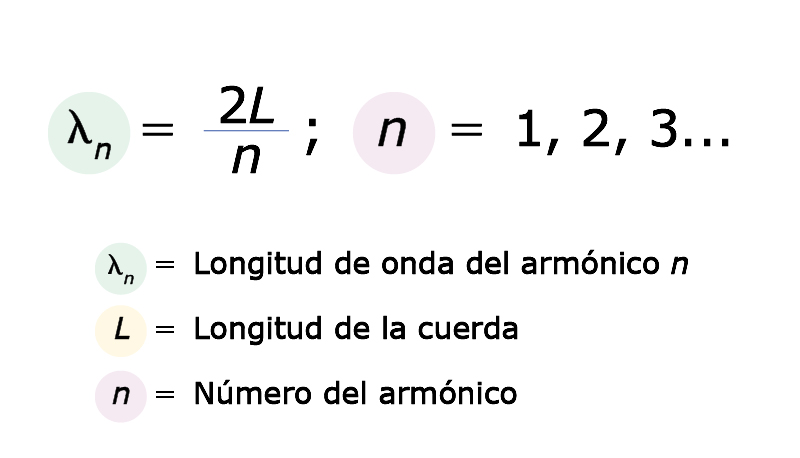 λn = 2L/n ; n = 1, 2, 3...
λn = Longitud de onda del armónico n
L = Longitud de la cuerda
n = Número del armónico